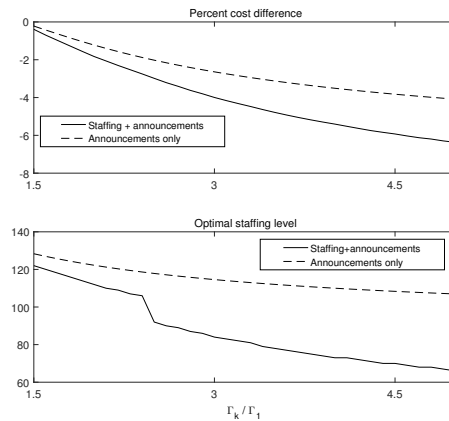 Percent cost difference
0
-2
-4
-6
-8
Staffing + announcements
Announcements only
1.5
3
4.5
Optimal staffing level
140
120
100
80
60
Staffing+announcements
Announcements only
1.5
3
4.5
Γk / Γ1